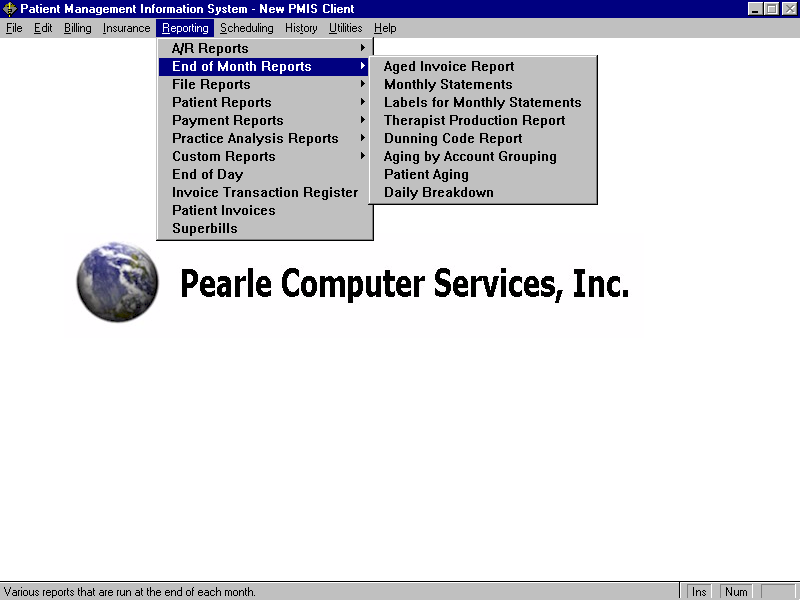 Patient Management Information System - New PMIS Client
File Edit Billing Insurance Reporting Scheduling History Utilities Help
A/R Reports
End of Month Reports
File Reports
Patient Reports
Payment Reports
Practice Analysis Reports
Custom Reports
End of Day
Invoice Transaction Register
Patient Invoices
Superbills
Aged Invoice Report
Monthly Statements
Labels for Monthly Statements
Therapist Production Report
Dunning Code Report
Aging by Account Grouping
Patient Aging
Daily Breakdown
Pearle Computer Services, Inc.
Various reports that are run at the end of each month.
Ins Num